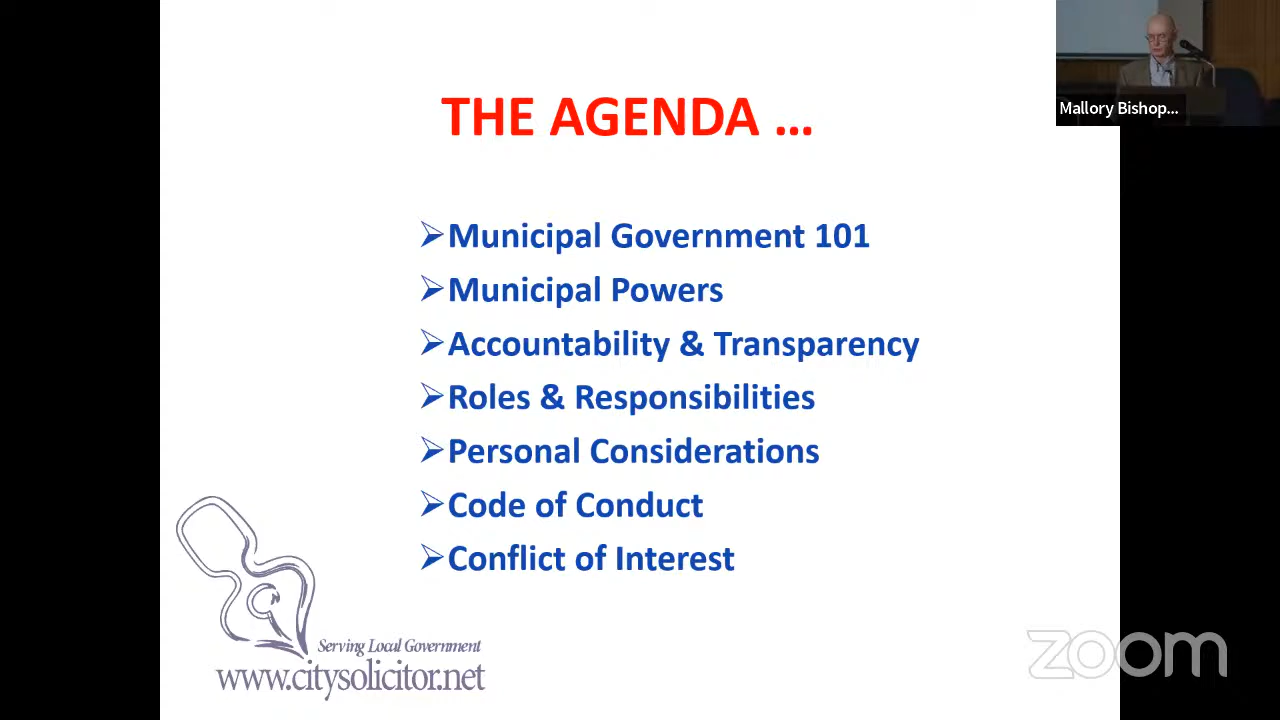 THE AGENDA ...
Mallory Bishop...
➢Municipal Government 101
➢Municipal Powers
➢Accountability & Transparency
➢Roles & Responsibilities
➢Personal Considerations
➢Code of Conduct
➢Conflict of Interest
Serving Local Government
www.citysolicitor.net
zoom